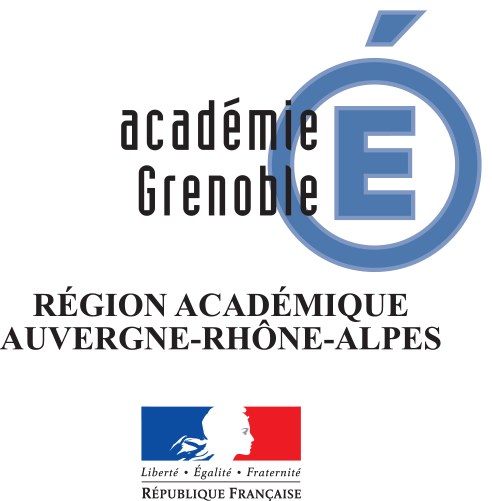 académie
Grenoble
É
RÉGION ACADÉMIQUE
AUVERGNE-RHÔNE-ALPES
Liberté • Égalité • Fraternité
RÉPUBLIQUE FRANÇAISE